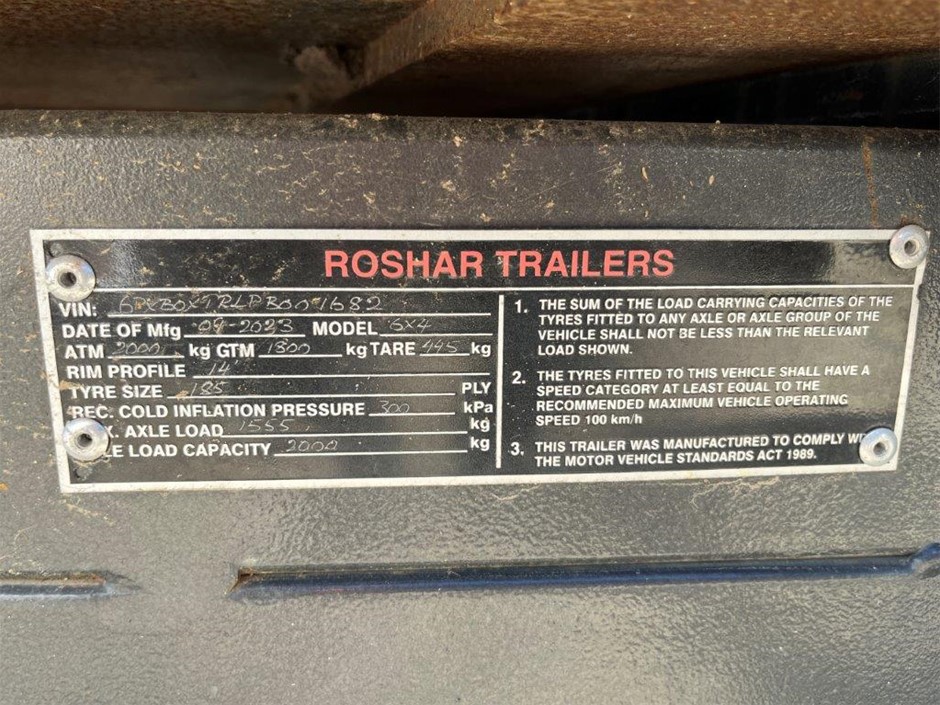 ROSHAR TRAILERS
VIN:
DATE OF Mfg 09-2023 MODEL 6X4
ATM 2000 kg GTM 1800 kg TARE 445 kg
RIM PROFILE 14
TYRE SIZE 185 PLY
REC. COLD INFLATION PRESSURE 300 kPa
AXLE LOAD 1555 kg
LOAD CAPACITY 2000 kg
1. THE SUM OF THE LOAD CARRYING CAPACITIES OF THE
TYRES FITTED TO ANY AXLE OR AXLE GROUP OF THE
VEHICLE SHALL NOT BE LESS THAN THE RELEVANT
LOAD SHOWN.
2. THE TYRES FITTED TO THIS VEHICLE SHALL HAVE A
SPEED CATEGORY AT LEAST EQUAL TO THE
RECOMMENDED MAXIMUM VEHICLE OPERATING
SPEED 100 km/h
3. THIS TRAILER WAS MANUFACTURED TO COMPLY
THE MOTOR VEHICLE STANDARDS ACT 1989.